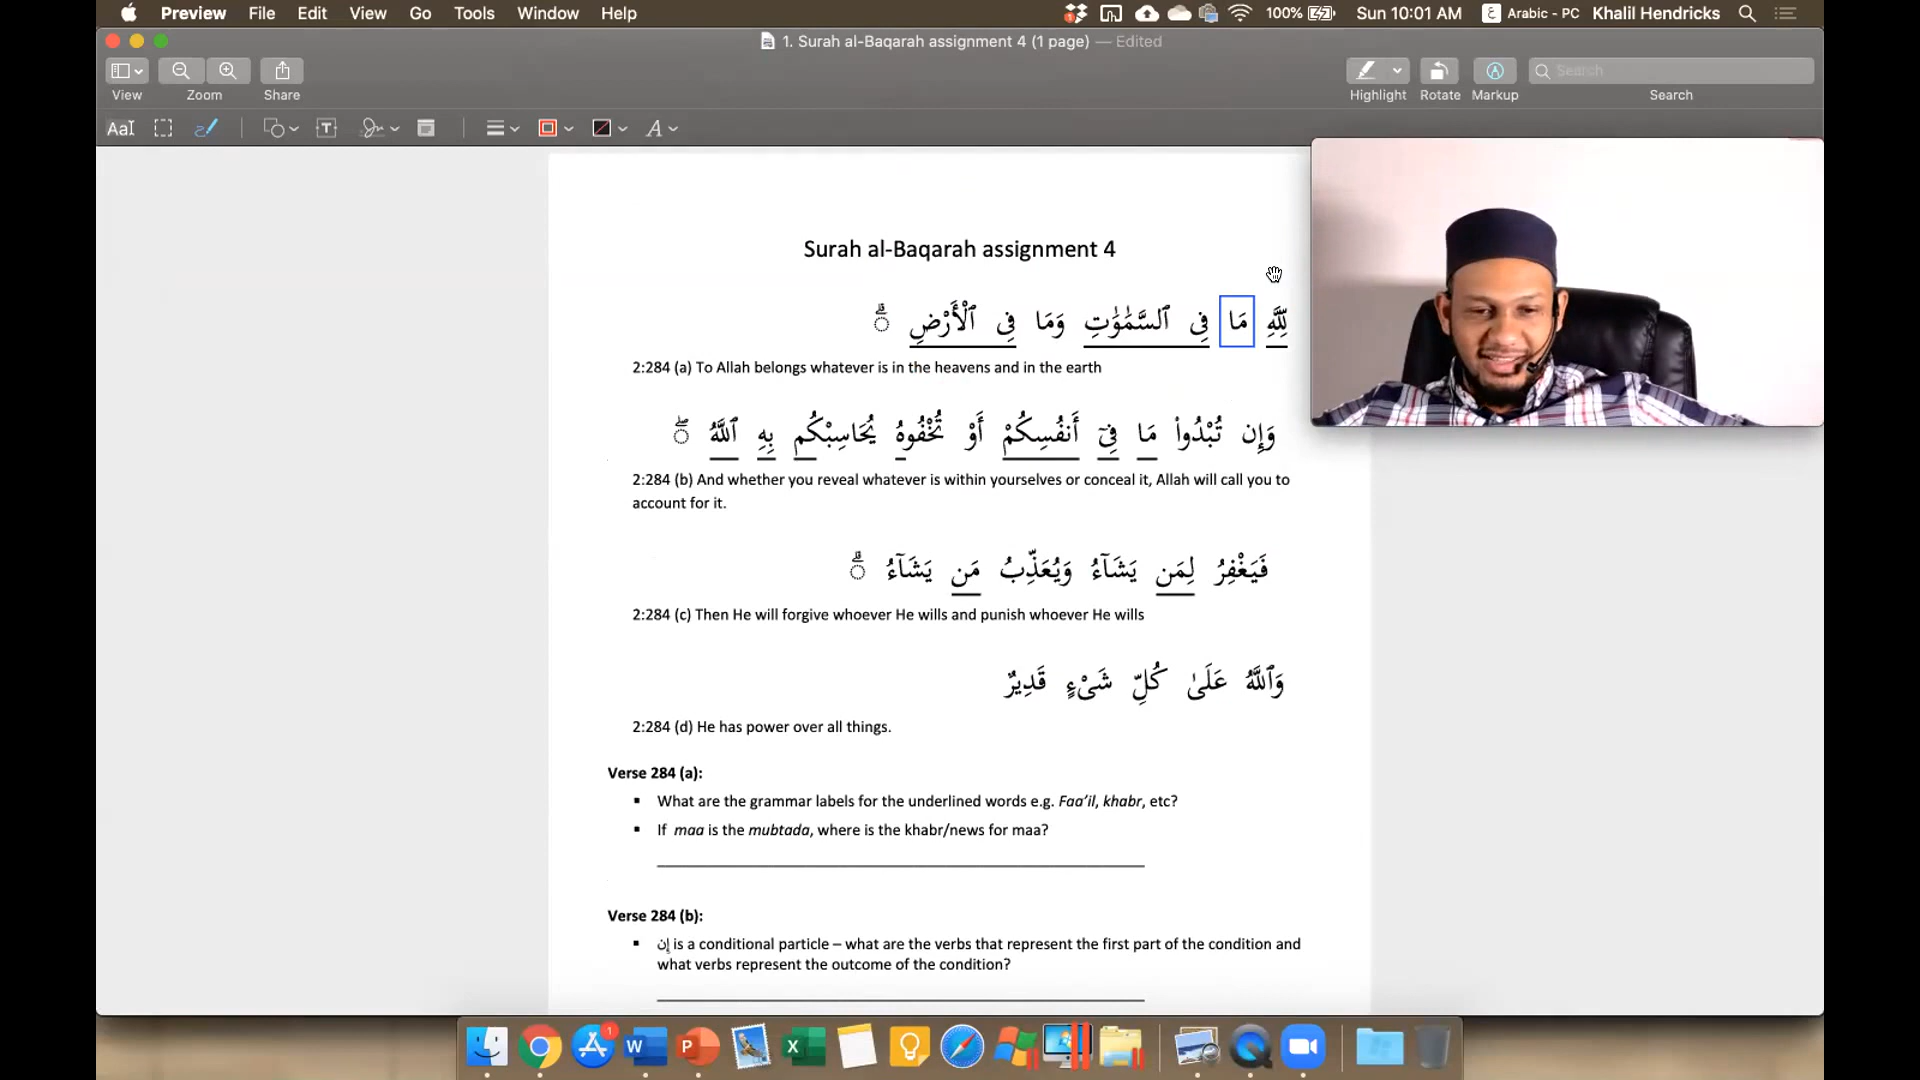 Preview File Edit View Go Tools Window Help 100% Sun 10:01 AM Arabic - PC Khalil Hendricks
1. Surah al-Baqarah assignment 4 (1 page) — Edited
Search
View Zoom Share Highlight Rotate Markup Search
Surah al-Baqarah assignment 4
لِّلَّهِ مَا فِى ٱلسَّمَٰوَٰتِ وَمَا فِى ٱلْأَرْضِ ۗ
2:284 (a) To Allah belongs whatever is in the heavens and in the earth
وَإِن تُبْدُوا۟ مَا فِىٓ أَنفُسِكُمْ أَوْ تُخْفُوهُ يُحَاسِبْكُم بِهِ ٱللَّهُ ۖ
2:284 (b) And whether you reveal whatever is within yourselves or conceal it, Allah will call you to
account for it.
فَيَغْفِرُ لِمَن يَشَآءُ وَيُعَذِّبُ مَن يَشَآءُ ۗ
2:284 (c) Then He will forgive whoever He wills and punish whoever He wills
وَٱللَّهُ عَلَىٰ كُلِّ شَىْءٍ قَدِيرٌ
2:284 (d) He has power over all things.
Verse 284 (a):
▪ What are the grammar labels for the underlined words e.g. Faa’il, khabr, etc?
▪ If maa is the mubtada, where is the khabr/news for maa?
Verse 284 (b):
▪ إن is a conditional particle – what are the verbs that represent the first part of the condition and
what verbs represent the outcome of the condition?